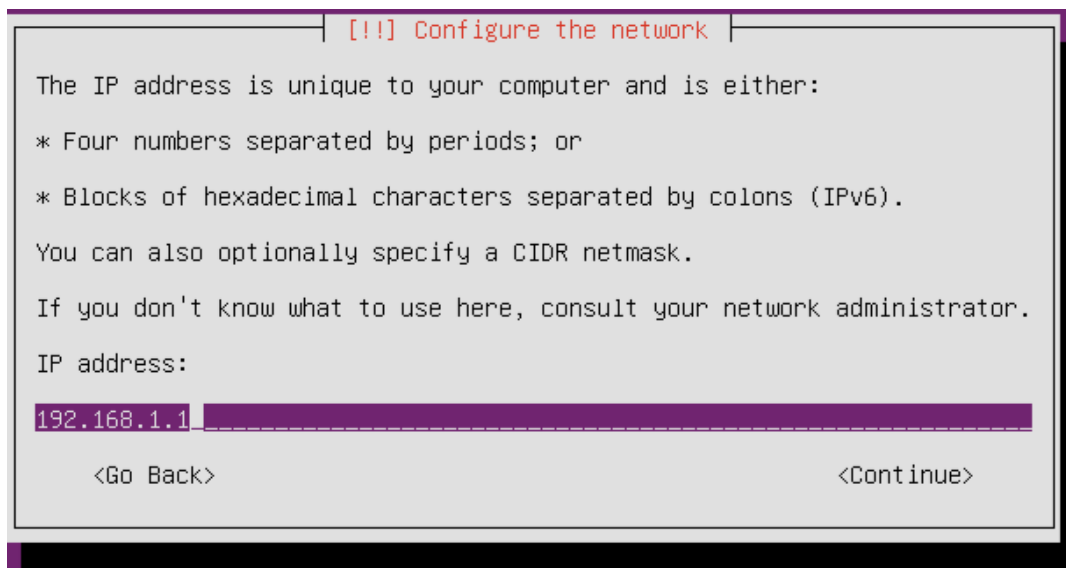 [!!] Configure the network
The IP address is unique to your computer and is either:
* Four numbers separated by periods; or
* Blocks of hexadecimal characters separated by colons (IPv6).
You can also optionally specify a CIDR netmask.
If you don't know what to use here, consult your network administrator.
IP address:
192.168.1.1
<Go Back> <Continue>